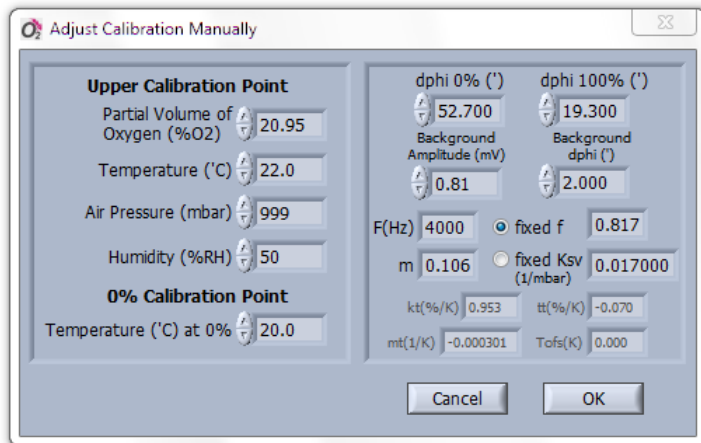 O2 Adjust Calibration Manually
Upper Calibration Point
Partial Volume of
Oxygen (%O2) 20.95
Temperature ('C) 22.0
Air Pressure (mbar) 999
Humidity (%RH) 50
0% Calibration Point
Temperature ('C) at 0% 20.0
dphi 0% (') dphi 100% (')
52.700 19.300
Background Background
Amplitude (mV) dphi (')
0.81 2.000
F(Hz) 4000 fixed f 0.817
m 0.106 fixed Ksv 0.017000
(1/mbar)
kt(%/K) 0.953 tt(%/K) -0.070
mt(1/K) -0.000301 Tofs(K) 0.000
Cancel OK